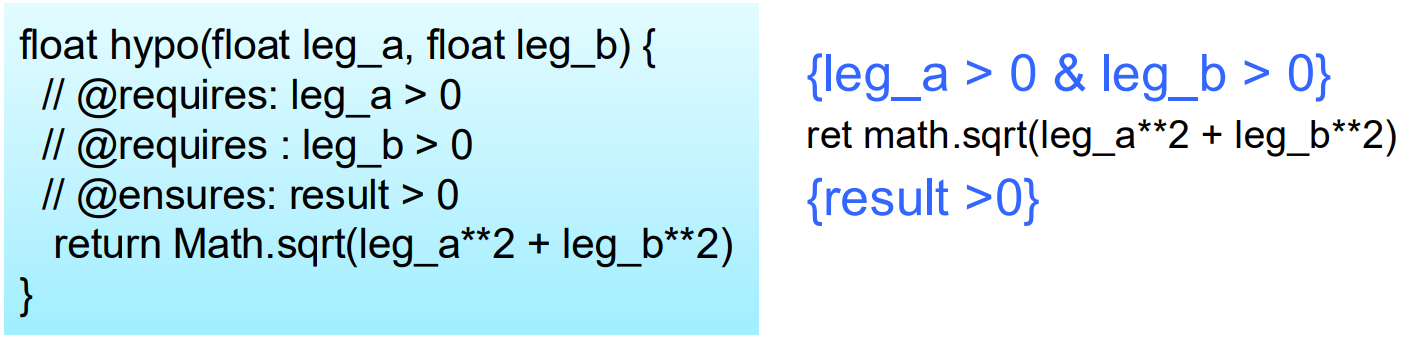 float hypo(float leg_a, float leg_b) {
// @requires: leg_a > 0
// @requires : leg_b > 0
// @ensures: result > 0
return Math.sqrt(leg_a**2 + leg_b**2)
}
{leg_a > 0 & leg_b > 0}
ret math.sqrt(leg_a**2 + leg_b**2)
{result >0}